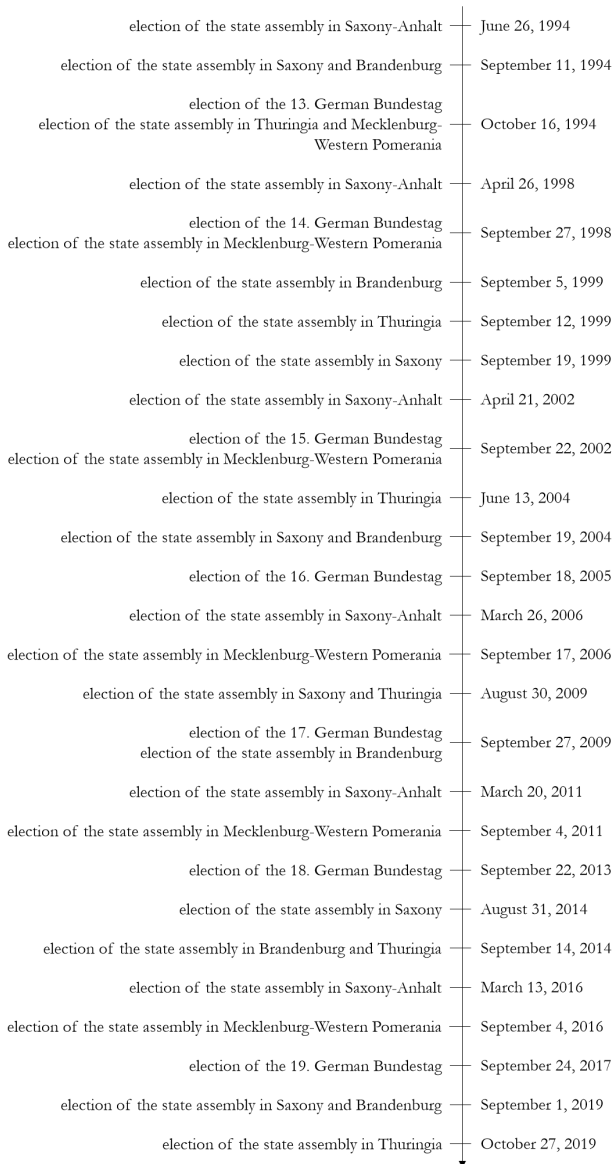 election of the state assembly in Saxony-Anhalt June 26, 1994
election of the state assembly in Saxony and Brandenburg September 11, 1994
election of the 13. German Bundestag
election of the state assembly in Thuringia and Mecklenburg- October 16, 1994
Western Pomerania
election of the state assembly in Saxony-Anhalt April 26, 1998
election of the 14. German Bundestag
September 27, 1998
election of the state assembly in Mecklenburg-Western Pomerania
election of the state assembly in Brandenburg September 5, 1999
election of the state assembly in Thuringia September 12, 1999
election of the state assembly in Saxony September 19, 1999
election of the state assembly in Saxony-Anhalt April 21, 2002
election of the 15. German Bundestag
September 22, 2002
election of the state assembly in Mecklenburg-Western Pomerania
election of the state assembly in Thuringia June 13, 2004
election of the state assembly in Saxony and Brandenburg September 19, 2004
election of the 16. German Bundestag September 18, 2005
election of the state assembly in Saxony-Anhalt March 26, 2006
election of the state assembly in Mecklenburg-Western Pomerania September 17, 2006
election of the state assembly in Saxony and Thuringia August 30, 2009
election of the 17. German Bundestag
September 27, 2009
election of the state assembly in Brandenburg
election of the state assembly in Saxony-Anhalt March 20, 2011
election of the state assembly in Mecklenburg-Western Pomerania September 4, 2011
election of the 18. German Bundestag September 22, 2013
election of the state assembly in Saxony August 31, 2014
election of the state assembly in Brandenburg and Thuringia September 14, 2014
election of the state assembly in Saxony-Anhalt March 13, 2016
election of the state assembly in Mecklenburg-Western Pomerania September 4, 2016
election of the 19. German Bundestag September 24, 2017
election of the state assembly in Saxony and Brandenburg September 1, 2019
election of the state assembly in Thuringia October 27, 2019